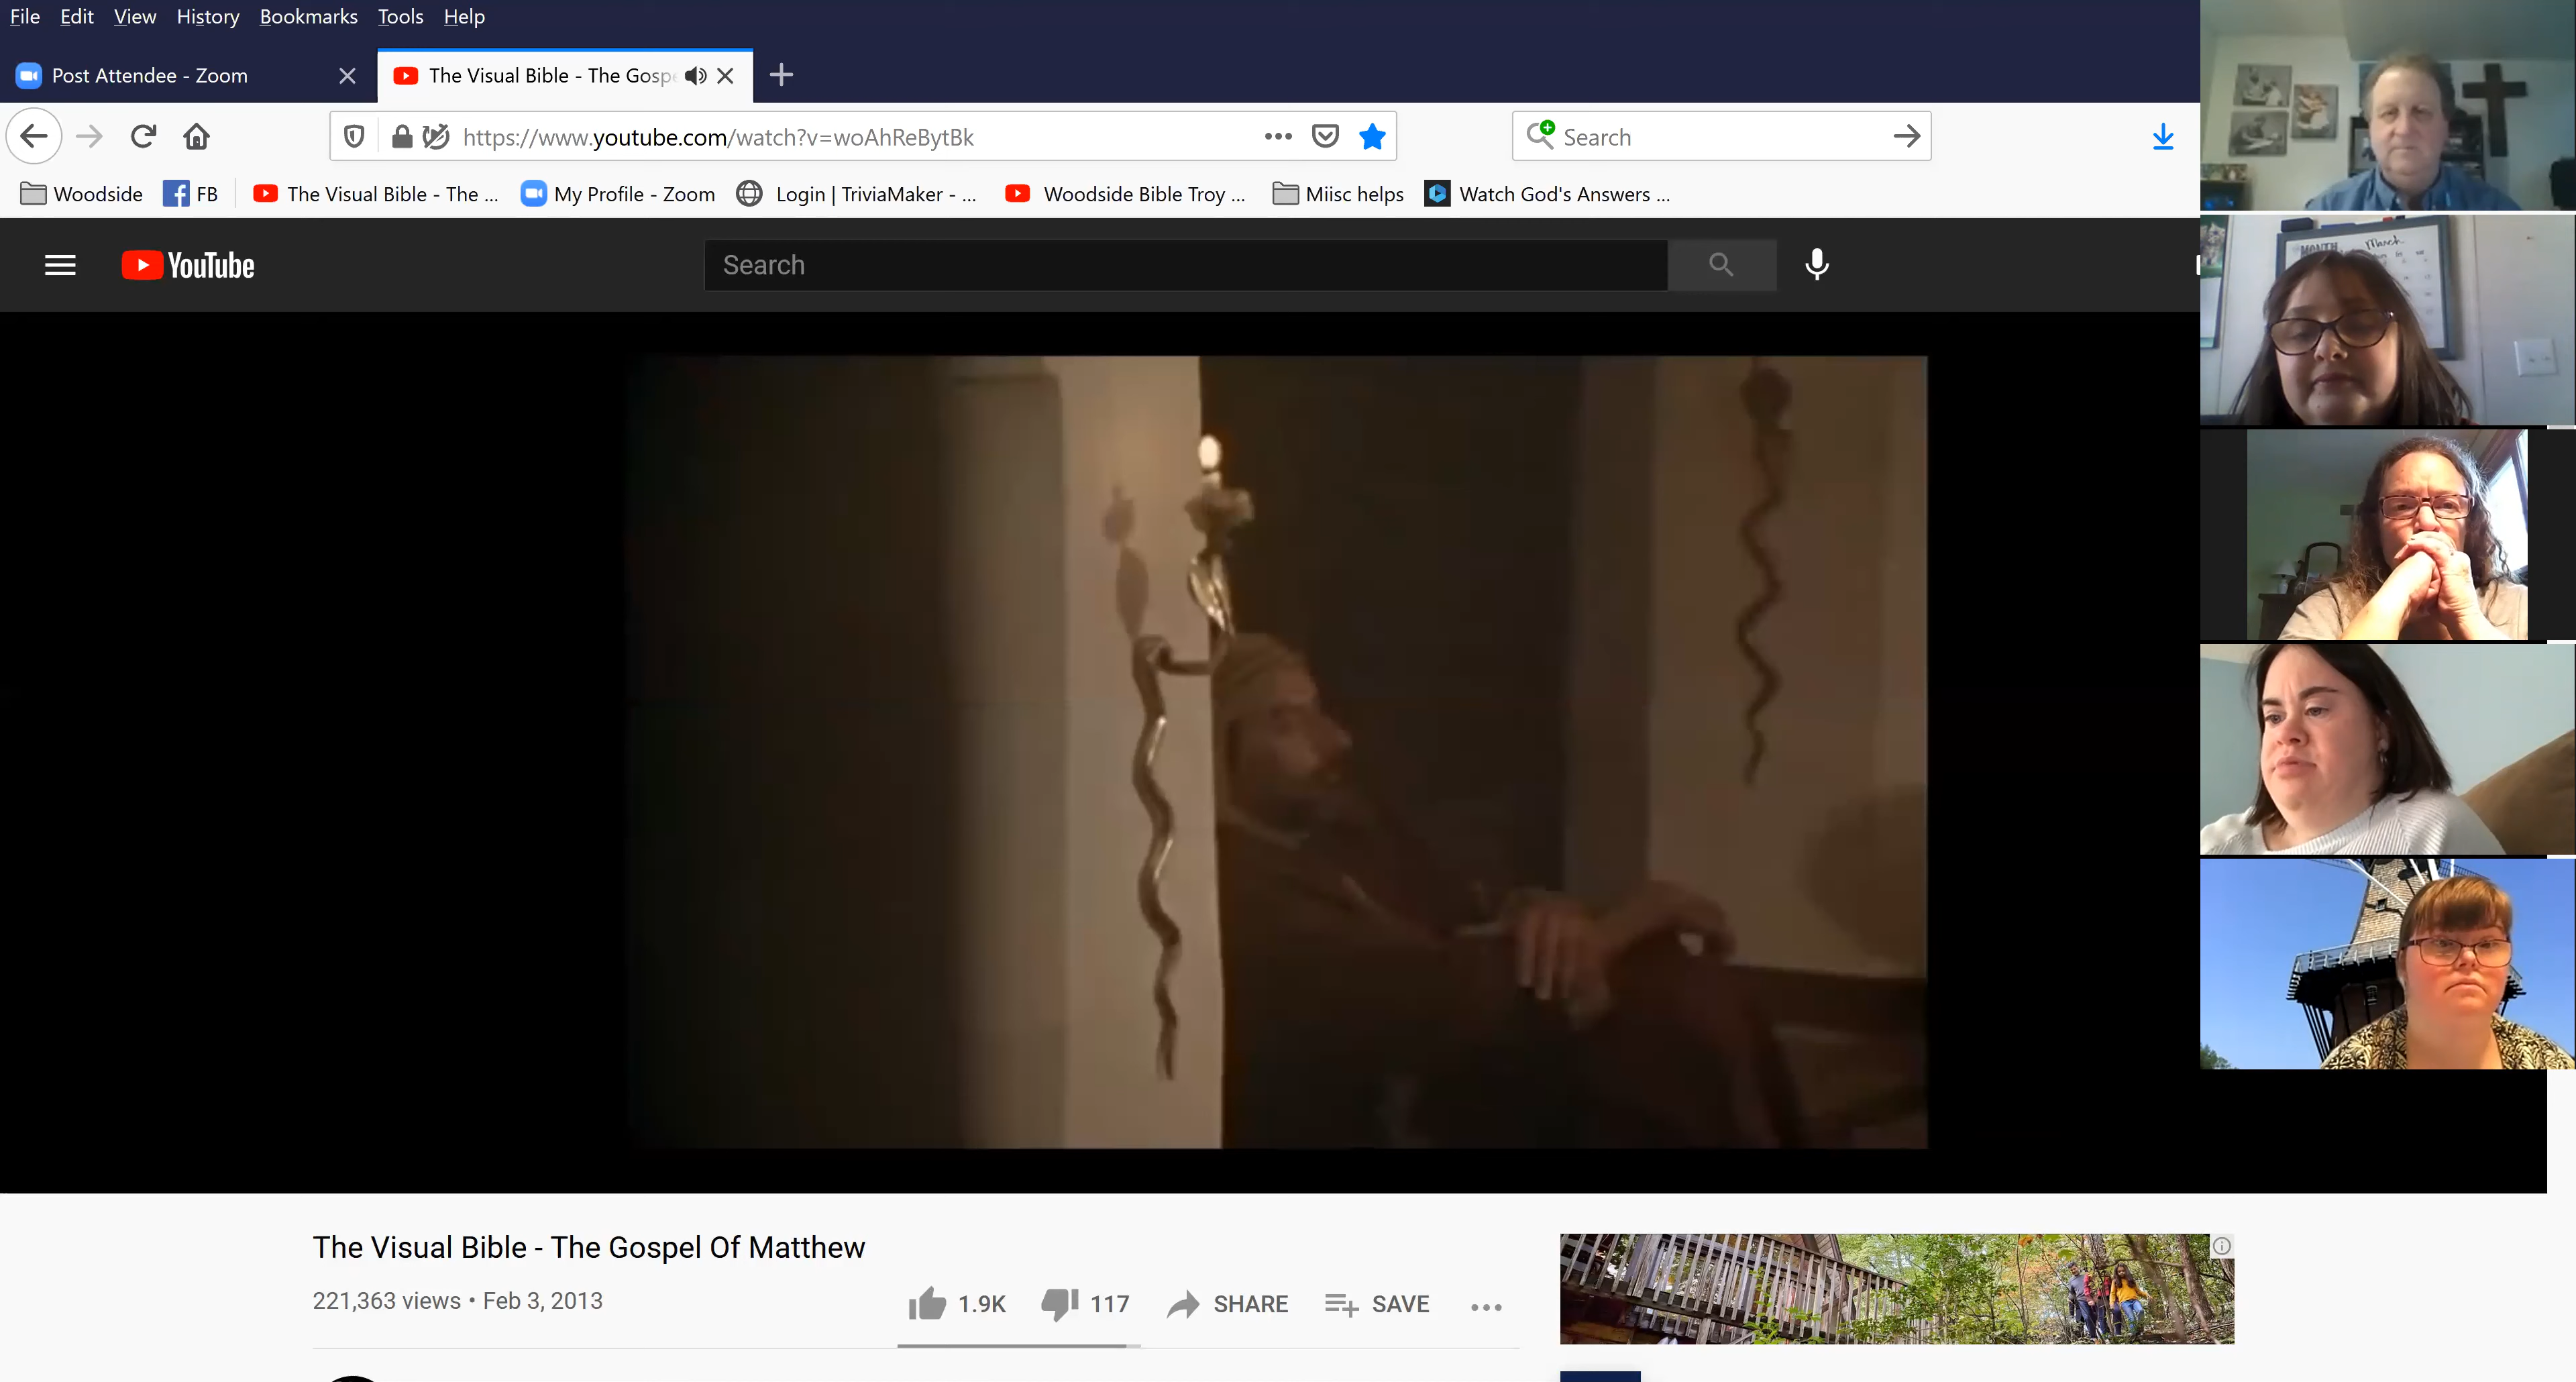 File Edit View History Bookmarks Tools Help
Post Attendee - Zoom
The Visual Bible - The Gospe
https://www.youtube.com/watch?v=woAhReBytBk
Search
Woodside
FB
The Visual Bible - The ...
My Profile - Zoom
Login | TriviaMaker - ...
Woodside Bible Troy ...
Miisc helps
Watch God's Answers ...
YouTube
Search
MONTH March
The Visual Bible - The Gospel Of Matthew
221,363 views • Feb 3, 2013
1.9K
117
SHARE
SAVE